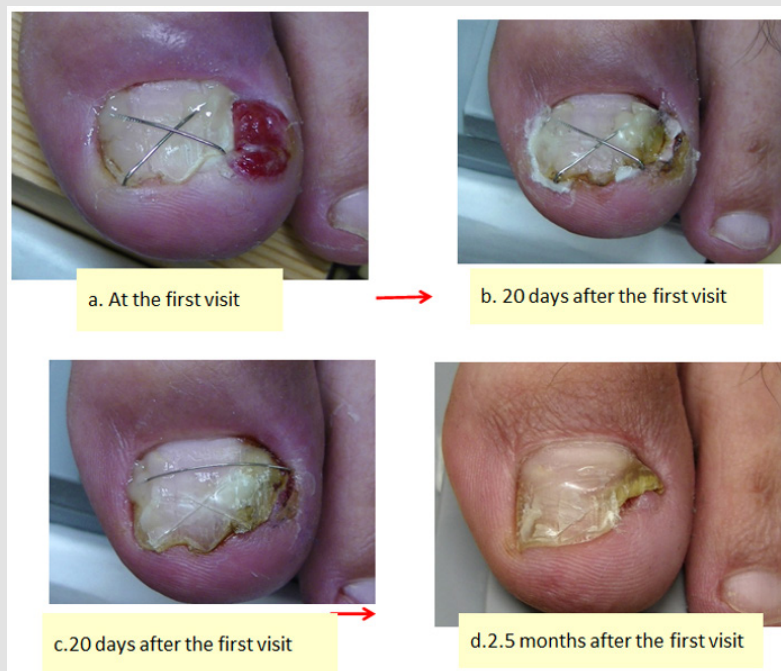 a. At the first visit
b. 20 days after the first visit
c.20 days after the first visit
d.2.5 months after the first visit